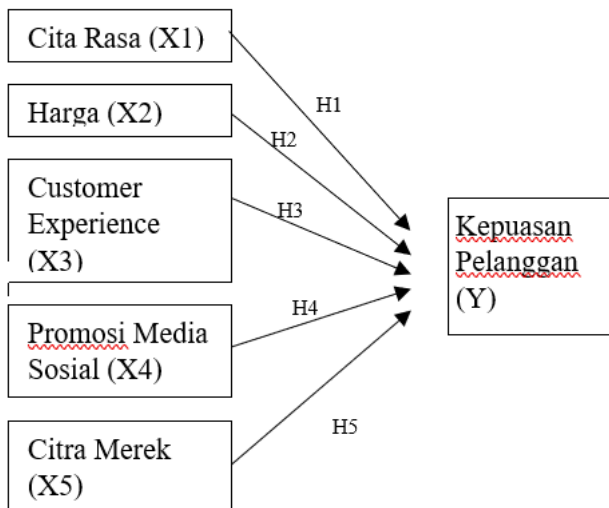 Cita Rasa (X1)
H1
Harga (X2)
H2
Customer
Experience
(X3)
H3
Kepuasan
Pelanggan
(Y)
H4
Promosi Media
Sosial (X4)
H5
Citra Merek
(X5)